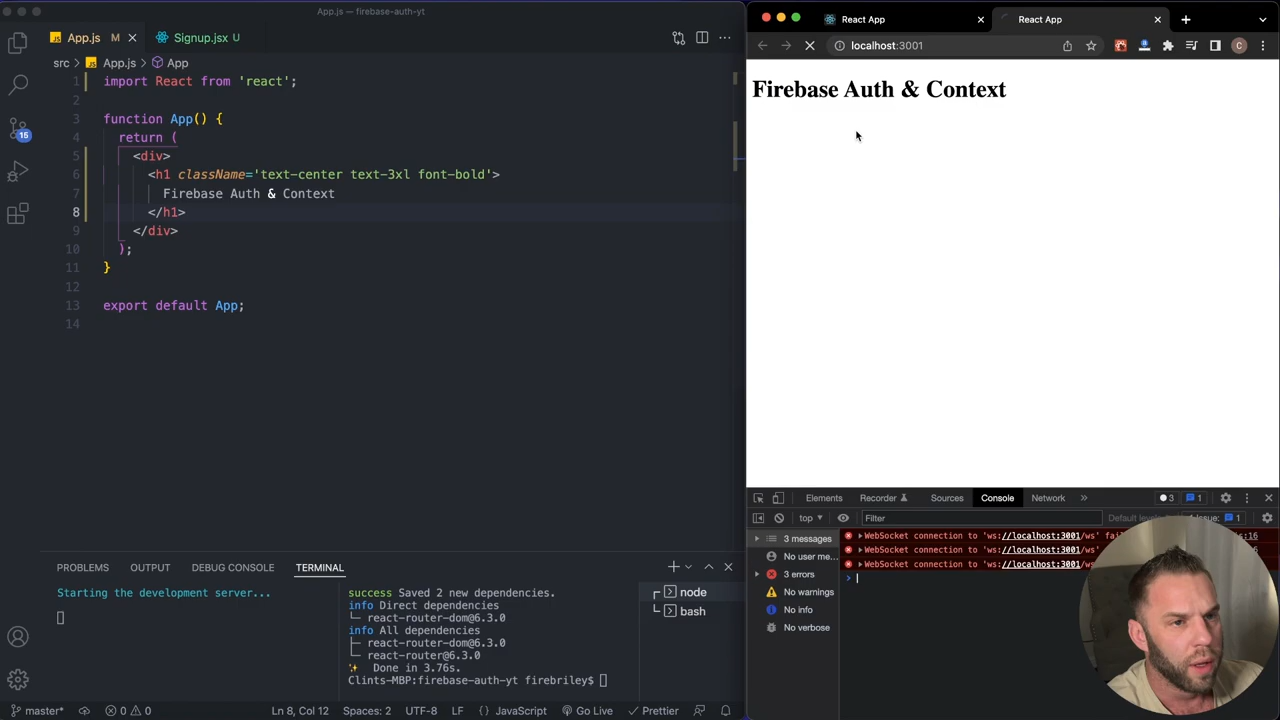 App.js — firebase-auth-yt
App.js M
Signup.jsx U
src
App.js
App
1 import React from 'react';
2
3 function App() {
4 return (
5 <div>
6 <h1 className='text-center text-3xl font-bold'>
7 Firebase Auth & Context
8 </h1>
9 </div>
10 );
11 }
12
13 export default App;
14
15
PROBLEMS OUTPUT DEBUG CONSOLE TERMINAL
Starting the development server...
success Saved 2 new dependencies.
info Direct dependencies
└─ react-router-dom@6.3.0
info All dependencies
├─ react-router-dom@6.3.0
└─ react-router@6.3.0
✨ Done in 3.76s.
Clints-MBP:firebase-auth-yt firebriley$
node
bash
master* 0 0
Ln 8, Col 12 Spaces: 2 UTF-8 LF JavaScript Go Live Prettier
React App
React App
localhost:3001
C
Firebase Auth & Context
Elements Recorder Sources Console Network » 3 1
top Filter Default
1
3 messages
No user me...
3 errors
No warnings
No info
No verbose
WebSocket connection to 'ws://localhost:3001/ws'
WebSocket connection to 'ws://localhost:3001/ws'
WebSocket connection to 'ws://localhost:3001/ws'